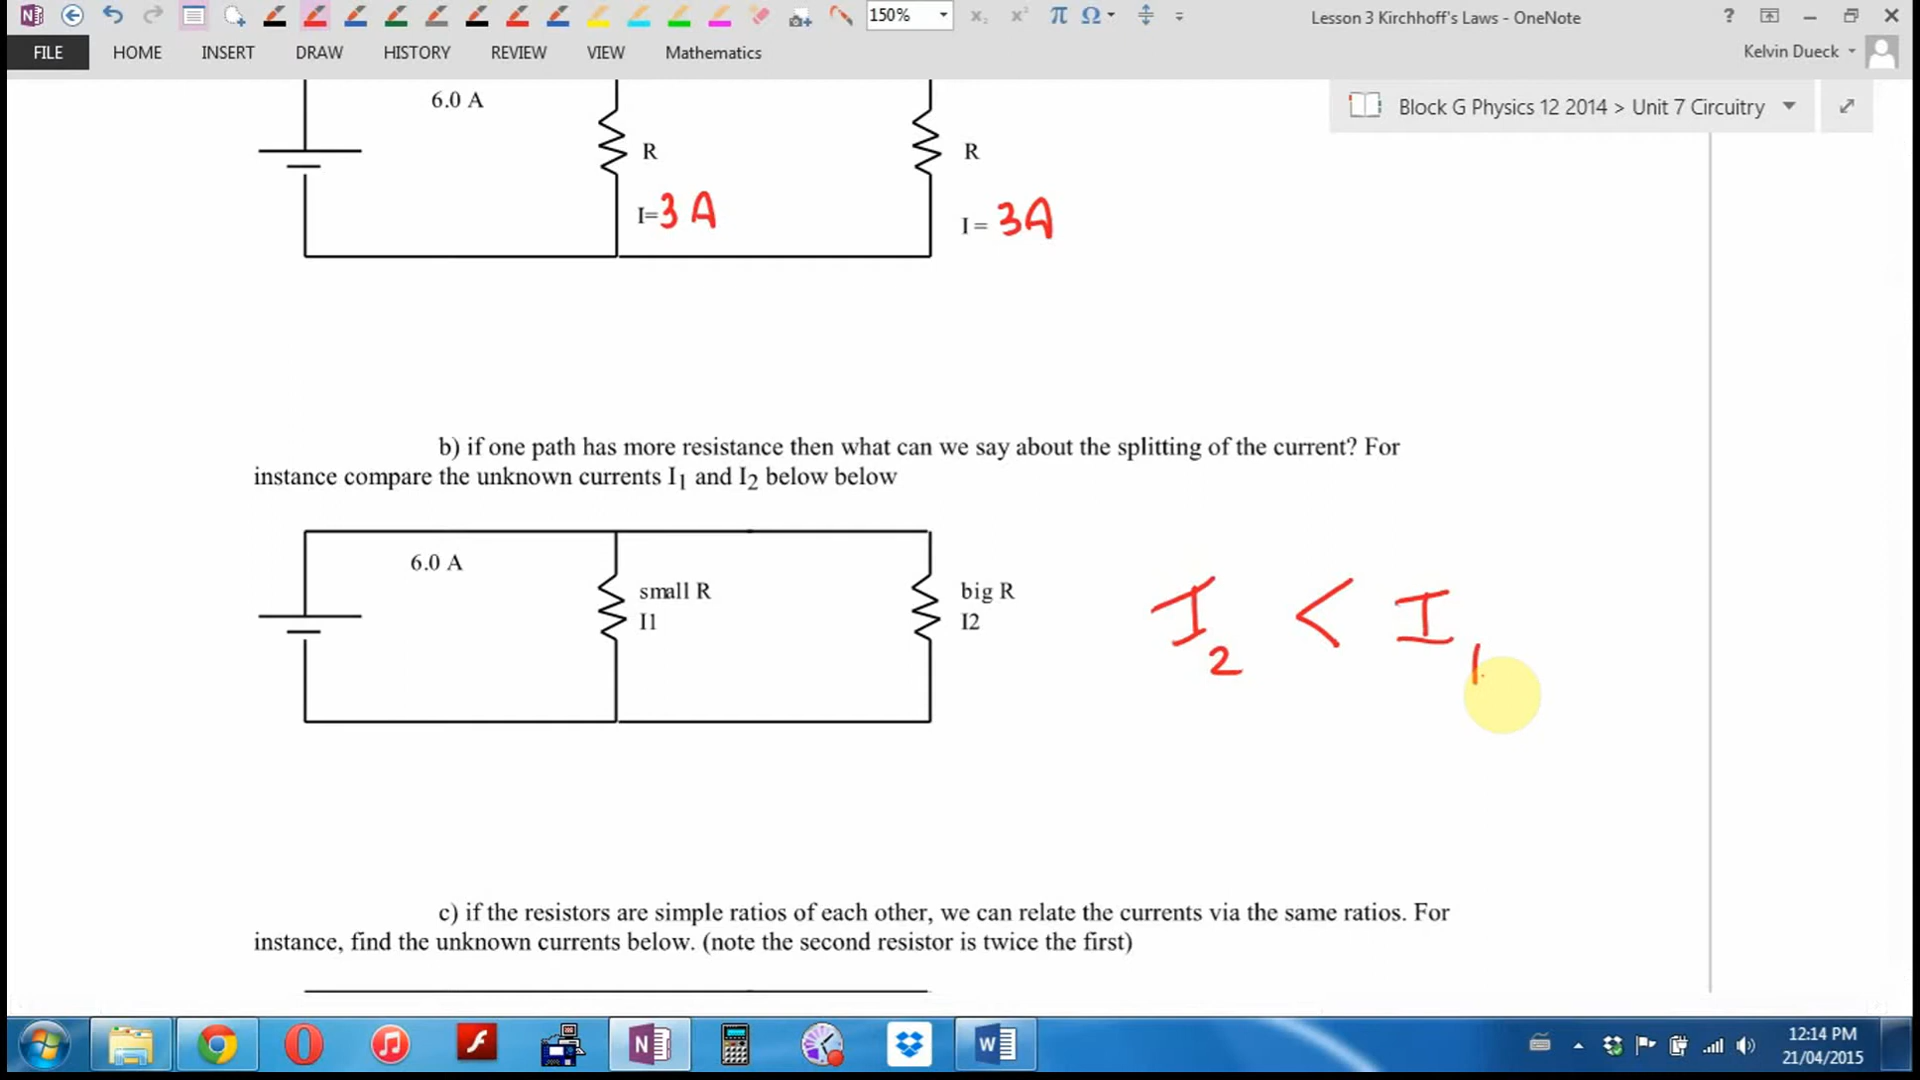 150%
x₂ x² π Ω
Lesson 3 Kirchhoff's Laws - OneNote
?
FILE HOME INSERT DRAW HISTORY REVIEW VIEW Mathematics
Kelvin Dueck
Block G Physics 12 2014 > Unit 7 Circuitry
6.0 A
R
R
I=3 A
I = 3A
b) if one path has more resistance then what can we say about the splitting of the current? For
instance compare the unknown currents I1 and I2 below below
6.0 A
small R
I1
big R
I2
I2 < I1
c) if the resistors are simple ratios of each other, we can relate the currents via the same ratios. For
instance, find the unknown currents below. (note the second resistor is twice the first)
12:14 PM
21/04/2015